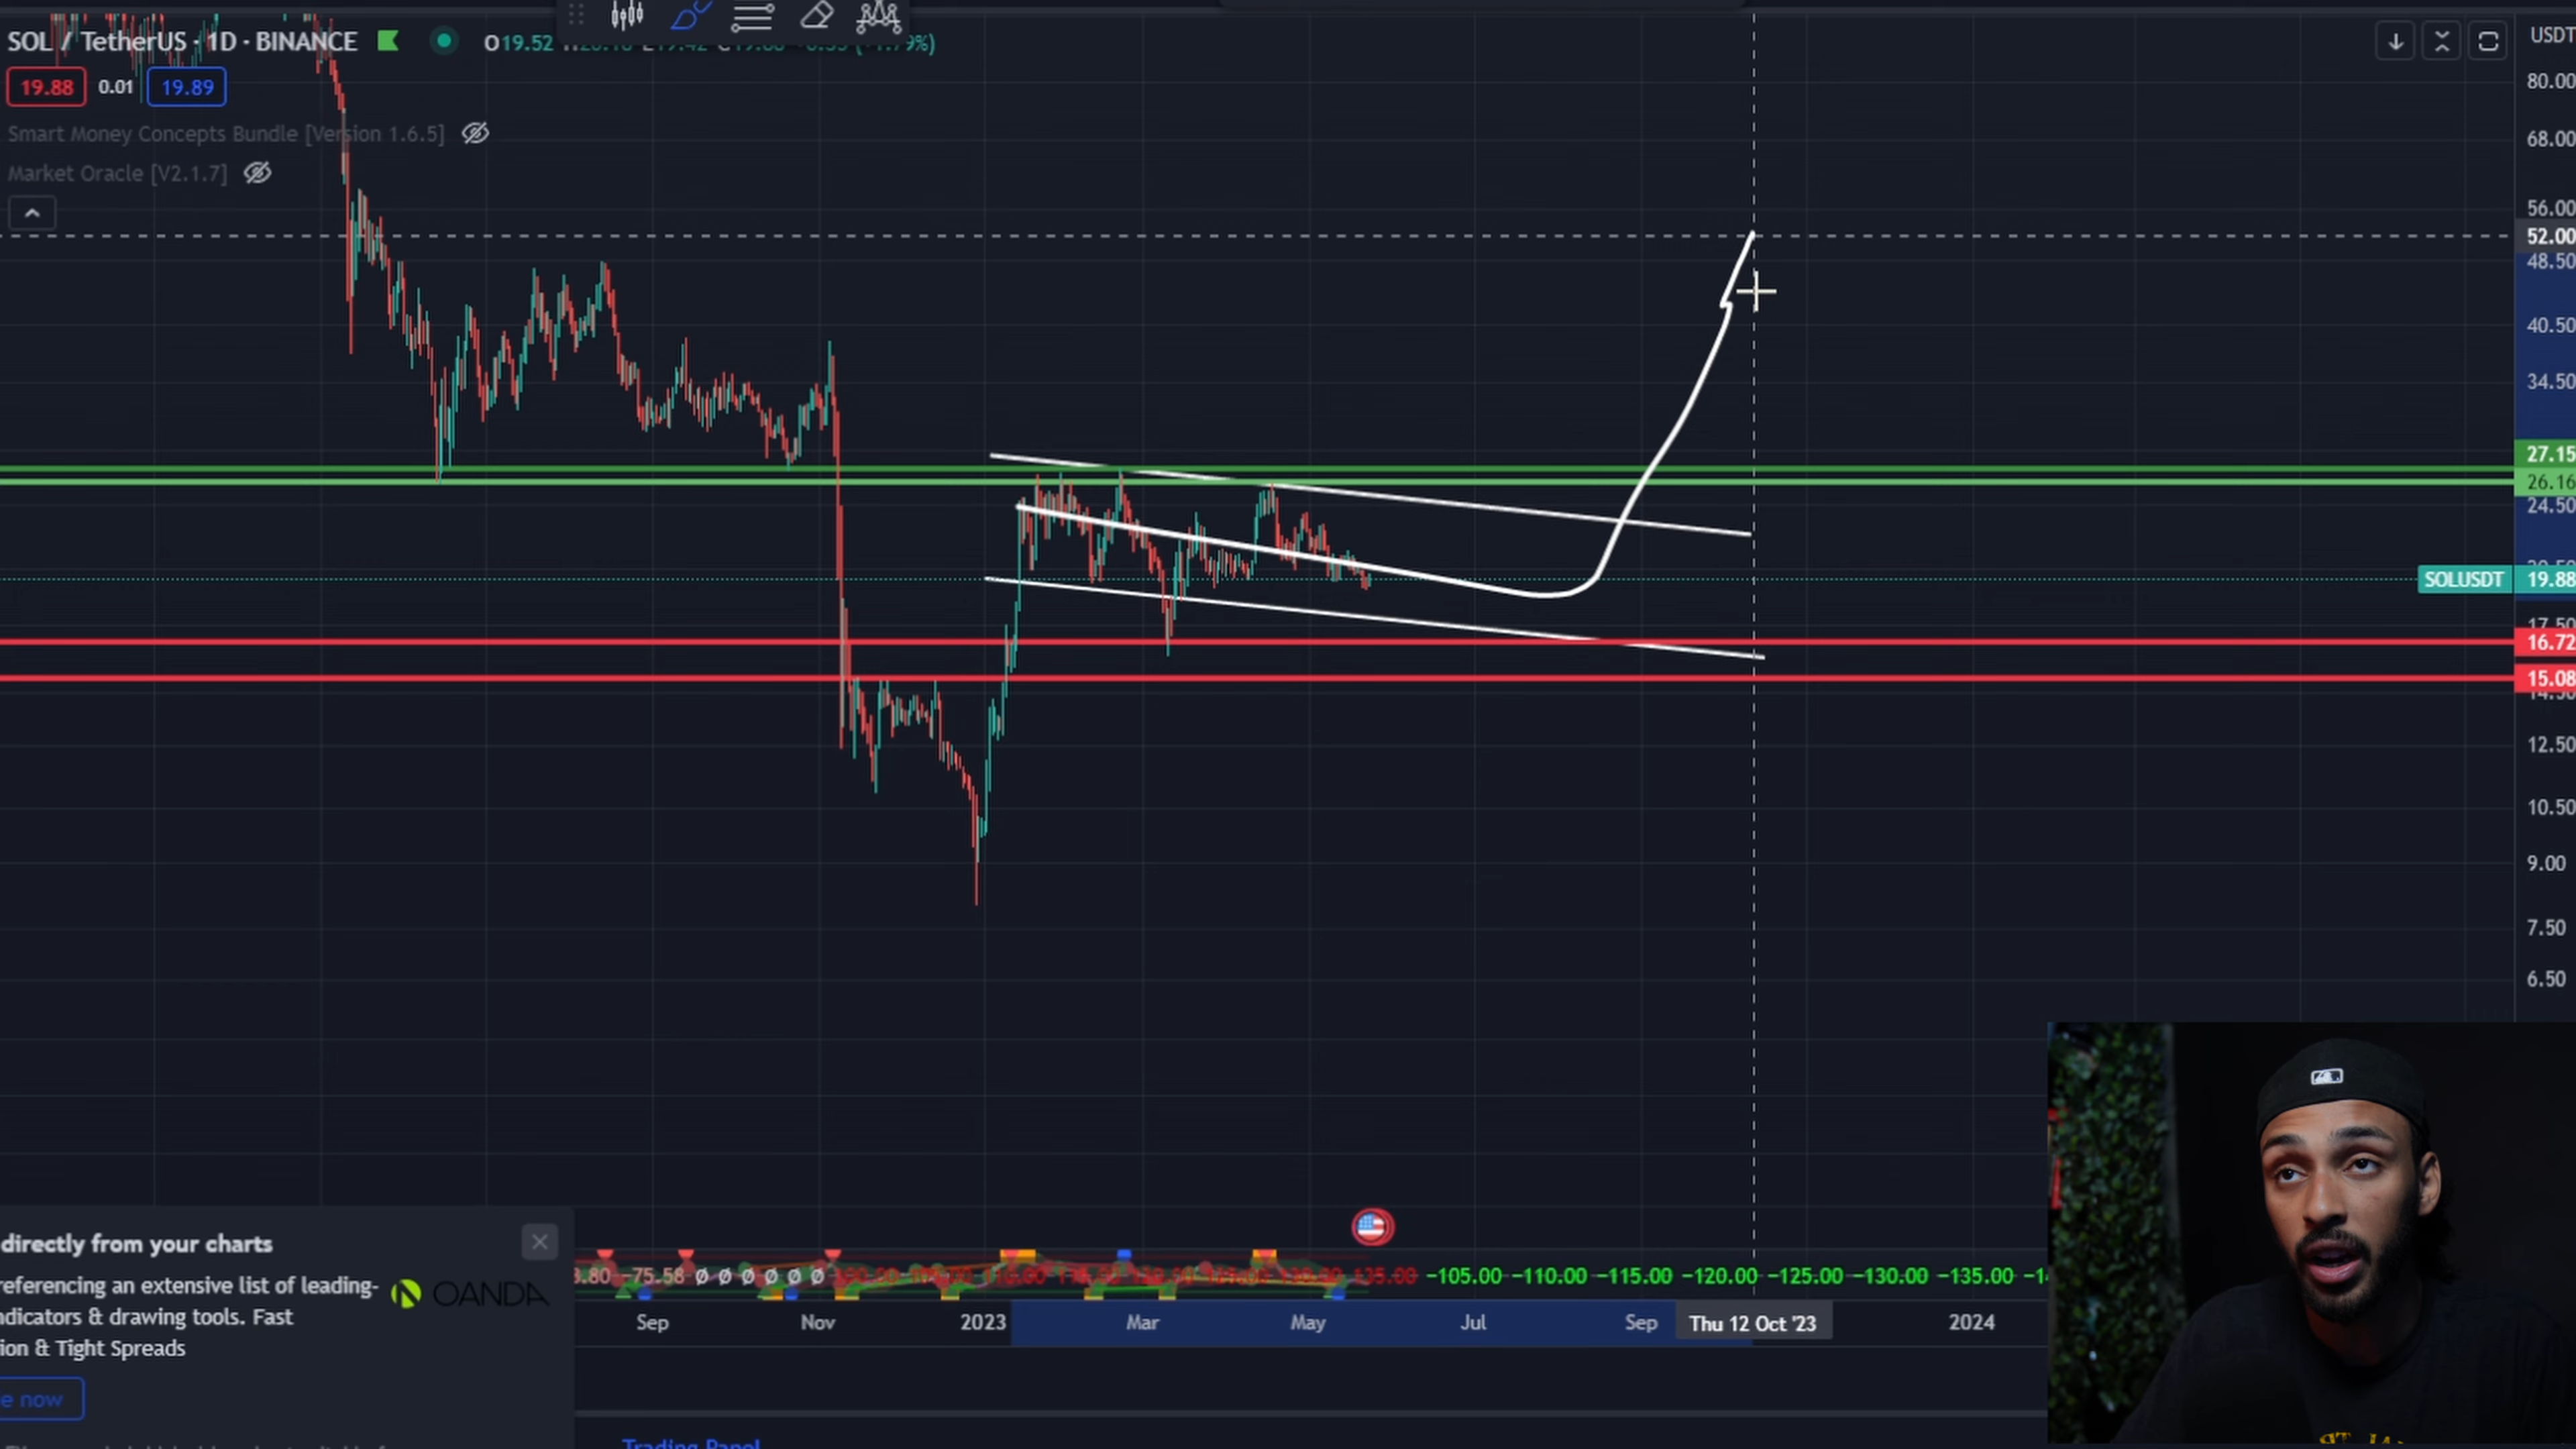 SOL / TetherUS · 1D · BINANCE
O19.52
19.88 0.01 19.89
Smart Money Concepts Bundle [Version 1.6.5]
Market Oracle [V2.1.7]
USDT
80.00
68.00
56.00
52.00
48.50
40.50
34.50
27.15
26.16
24.50
SOLUSDT 19.88
17.50
16.72
15.08
12.50
10.50
9.00
7.50
6.50
directly from your charts
referencing an extensive list of leading-
ndicators & drawing tools. Fast
ion & Tight Spreads
OANDA
e now
3.80 −75.58 Ø Ø Ø Ø Ø Ø −105.00 −110.00 −115.00 −120.00 −125.00 −130.00 −135.00
Sep Nov 2023 Mar May Jul Sep Thu 12 Oct '23 2024
Trading Panel